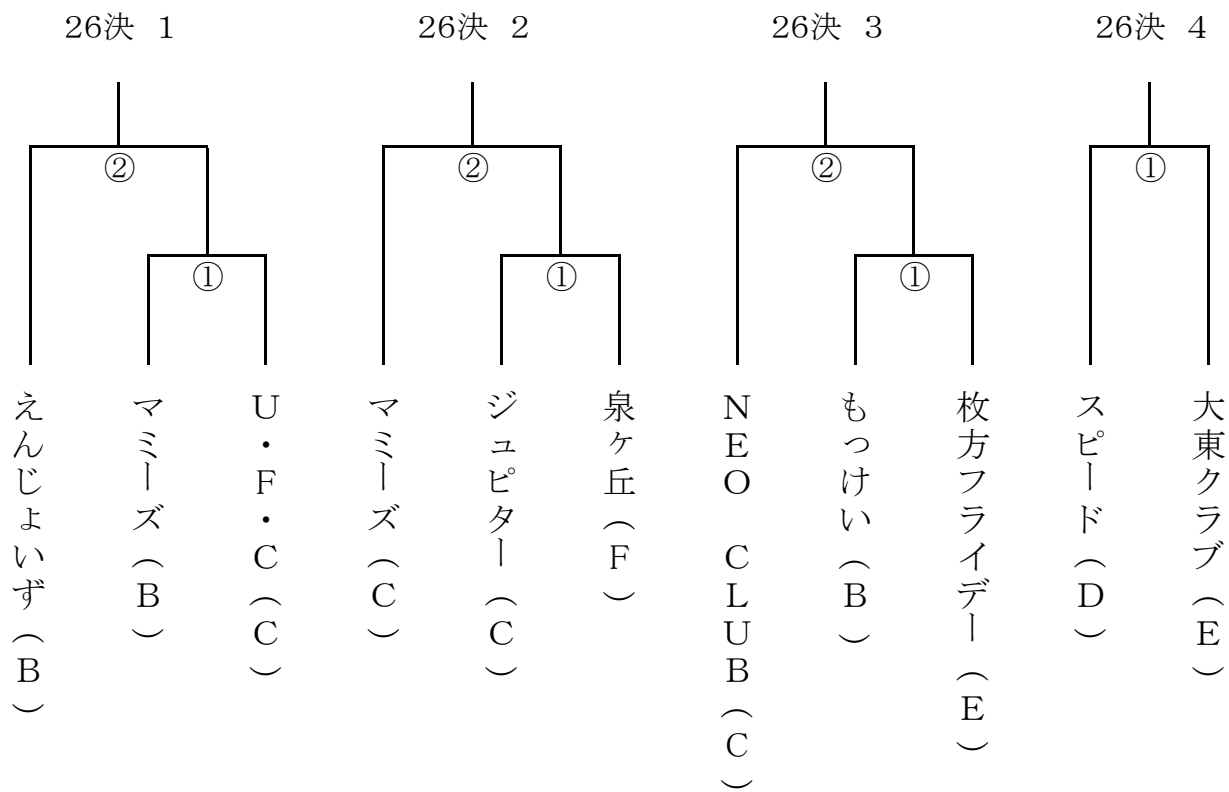 26決 1
26決 2
26決 3
26決 4
②
②
②
①
①
①
①
えんじょいず(B)
マミーズ(B)
U・F・C(C)
マミーズ(C)
ジュピター(C)
泉ケ丘(F)
NEO CLUB(C)
もっけい(B)
枚方フライデー(E)
スピード(D)
大東クラブ(E)